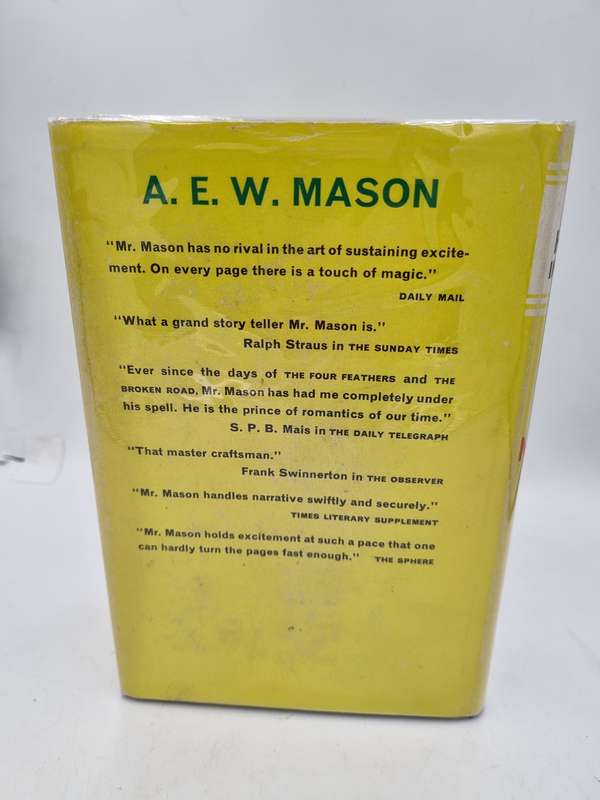 A. E. W. MASON
"Mr. Mason has no rival in the art of sustaining excite-
ment. On every page there is a touch of magic."
DAILY MAIL
"What a grand story teller Mr. Mason is."
Ralph Straus in THE SUNDAY TIMES
"Ever since the days of THE FOUR FEATHERS and THE
BROKEN ROAD, Mr. Mason has had me completely under
his spell. He is the prince of romantics of our time."
S. P. B. Mais in THE DAILY TELEGRAPH
"That master craftsman."
Frank Swinnerton in THE OBSERVER
"Mr. Mason handles narrative swiftly and securely."
TIMES LITERARY SUPPLEMENT
"Mr. Mason holds excitement at such a pace that one
can hardly turn the pages fast enough." THE SPHERE